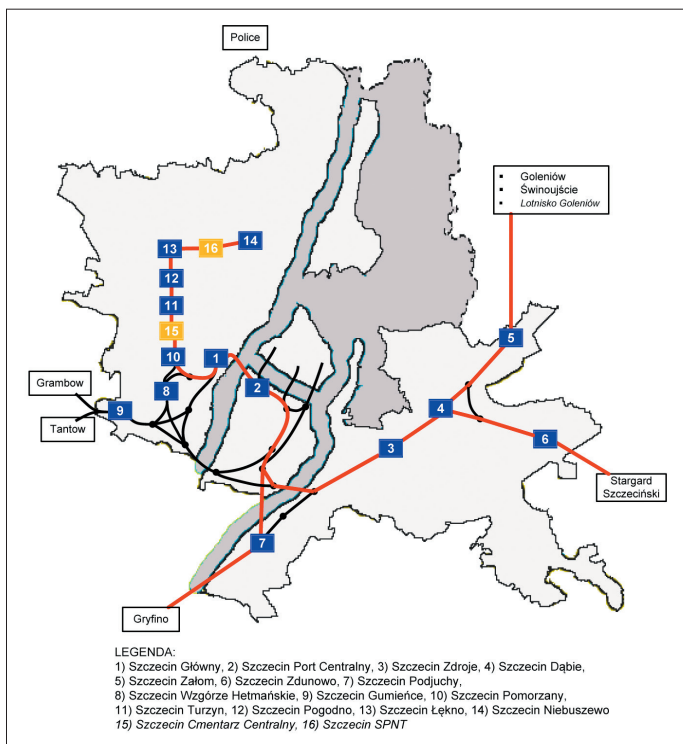 Police
Goleniów
Świnoujście
Lotnisko Goleniów
13
16
14
12
11
15
10
1
5
Grambow
8
2
9
Tantow
4
3
6
Stargard
Szczeciński
7
Gryfino
LEGENDA:
1) Szczecin Główny, 2) Szczecin Port Centralny, 3) Szczecin Zdroje, 4) Szczecin Dąbie,
5) Szczecin Załom, 6) Szczecin Zdunowo, 7) Szczecin Podjuchy,
8) Szczecin Wzgórze Hetmańskie, 9) Szczecin Gumieńce, 10) Szczecin Pomorzany,
11) Szczecin Turzyn, 12) Szczecin Pogodno, 13) Szczecin Łękno, 14) Szczecin Niebuszewo
15) Szczecin Cmentarz Centralny, 16) Szczecin SPNT